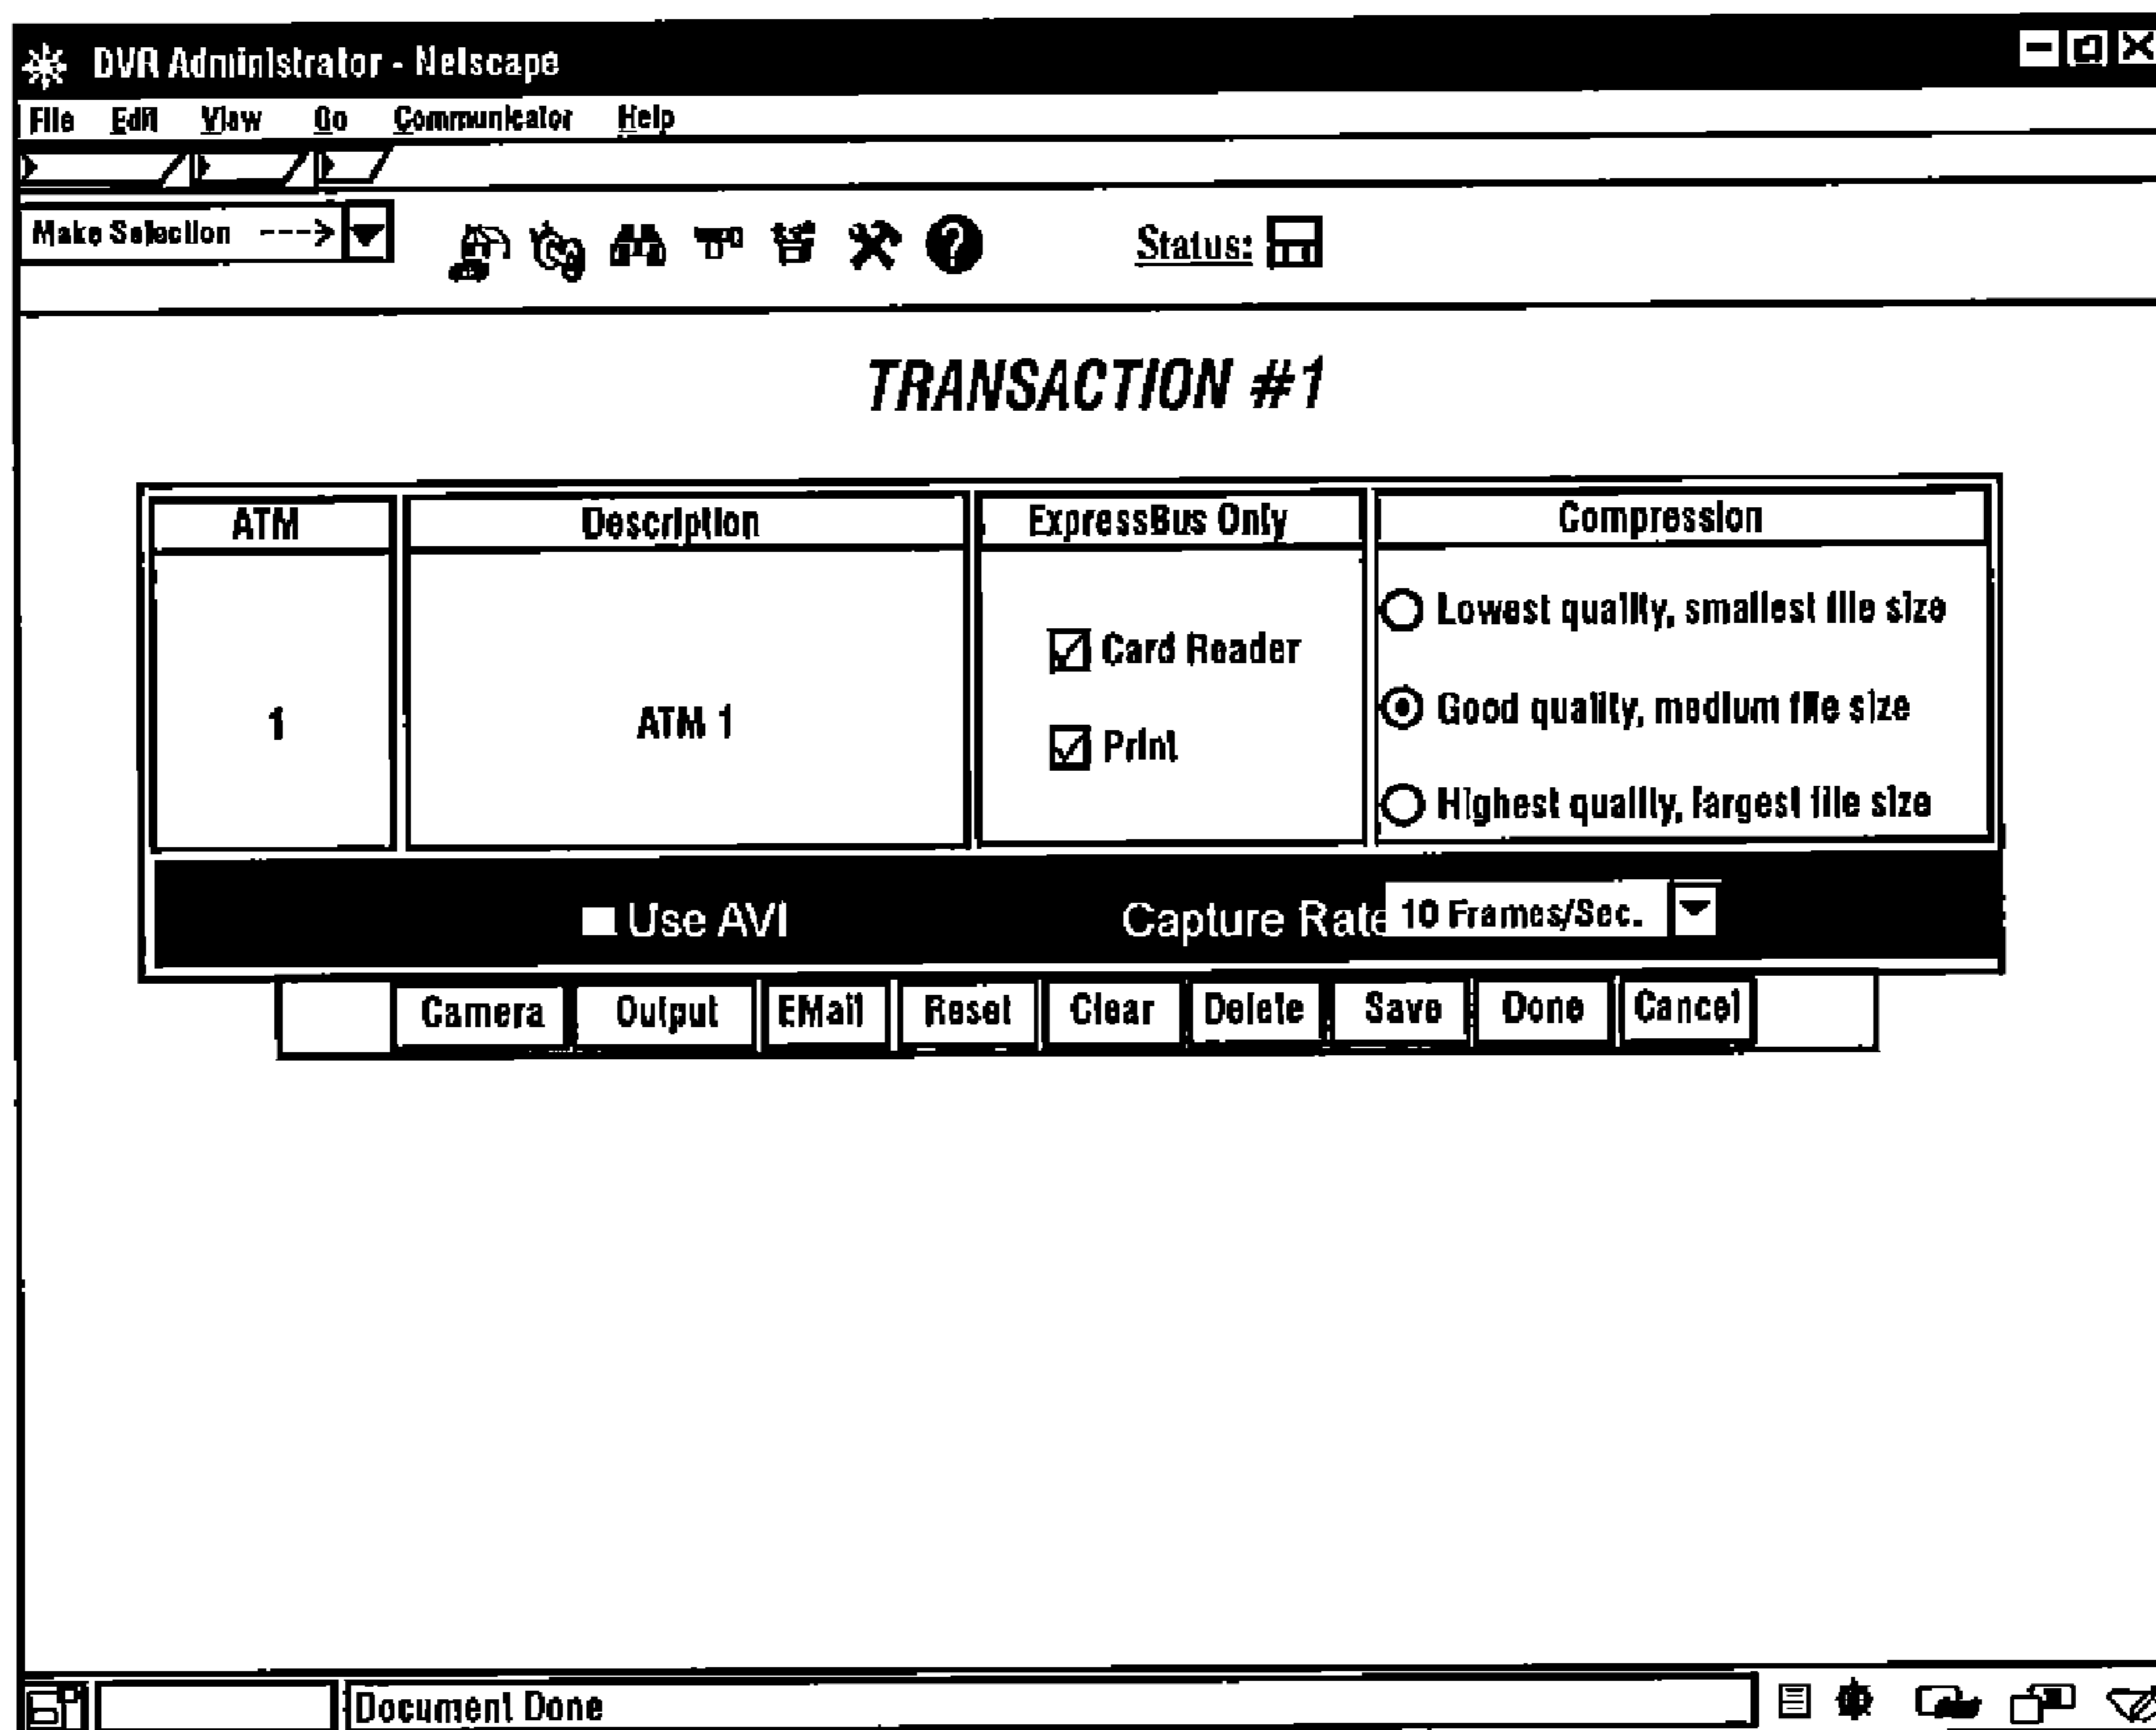 DVR Administrator - Netscape
File Edit View Go Communicator Help
Make Selection ---> Status:
TRANSACTION #1
ATM Description ExpressBus Only Compression
Lowest quality, smallest file size
Card Reader
1 ATM 1 Good quality, medium file size
Print
Highest quality, largest file size
Use AVI Capture Rate 10 Frames/Sec.
Camera Output EMail Reset Clear Delete Save Done Cancel
Document Done